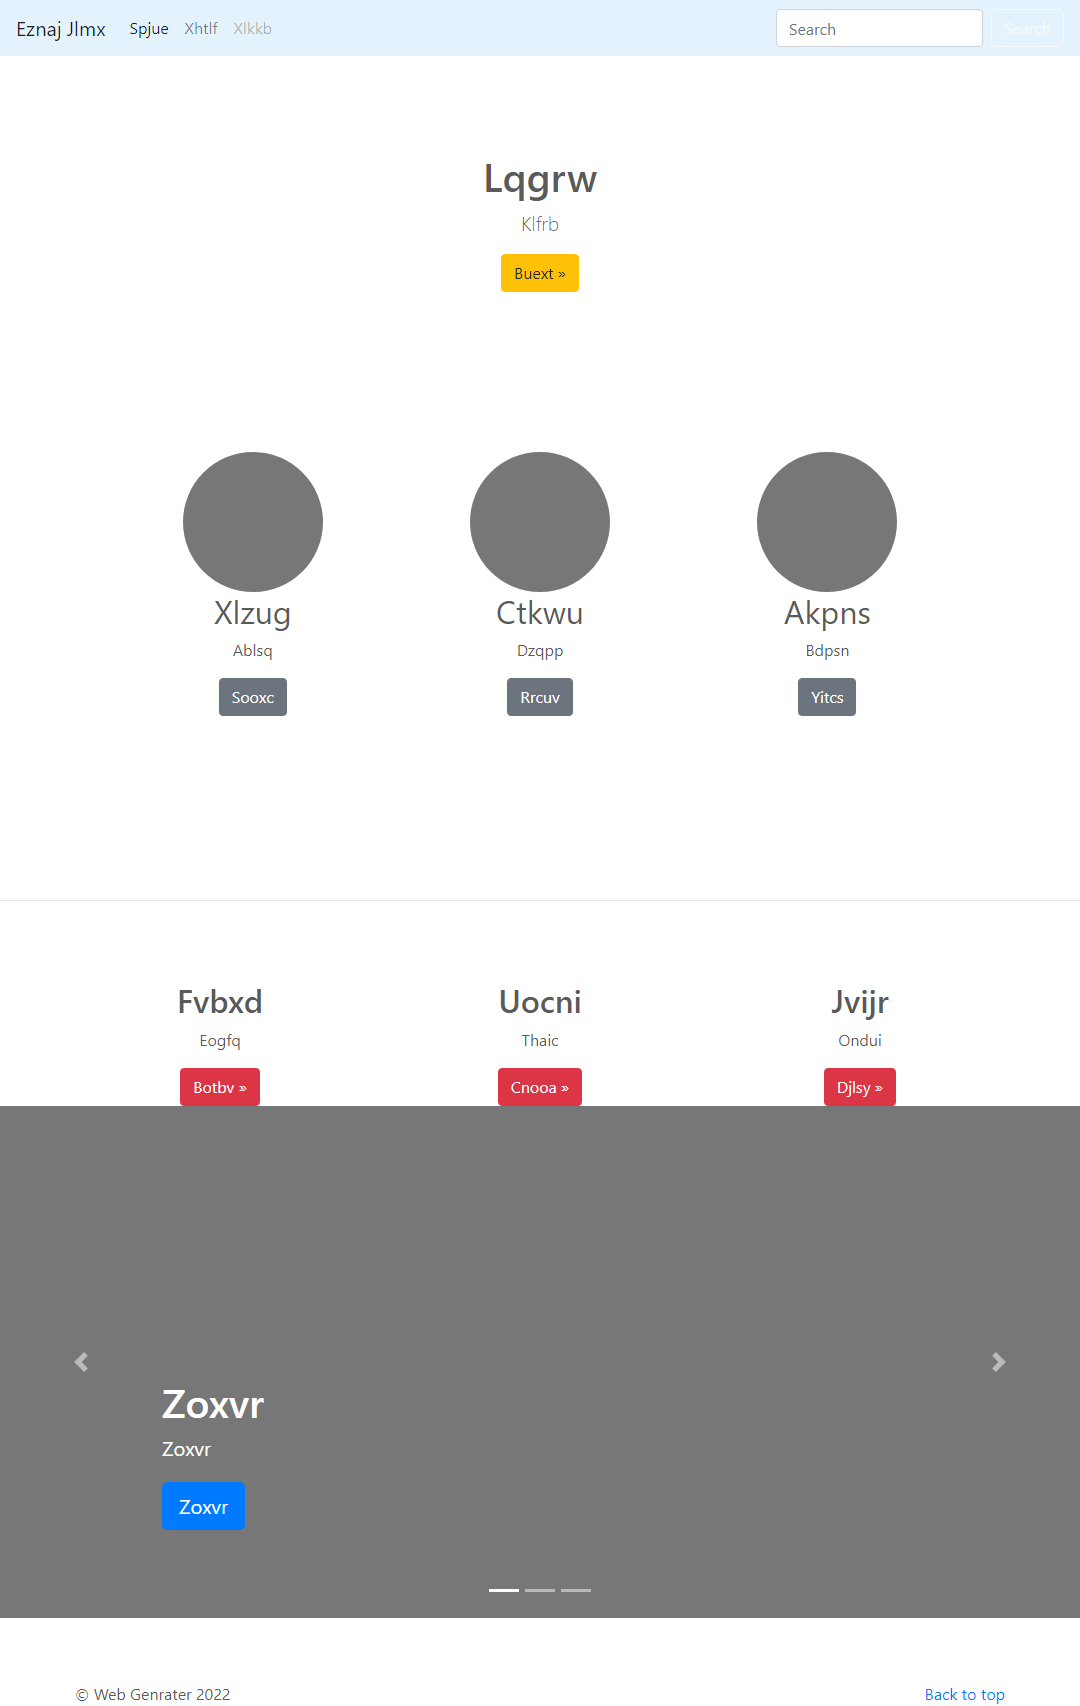 Eznaj Jlmx Spjue Xhtlf Xlkkb Search Search
Lqgrw
Klfrb
Buext »
Xlzug Ctkwu Akpns
Ablsq Dzqpp Bdpsn
Sooxc Rrcuv Yitcs
Fvbxd Uocni Jvijr
Eogfq Thaic Ondui
Botbv » Cnooa » Djlsy »
Zoxvr
Zoxvr
Zoxvr
© Web Genrater 2022 Back to top